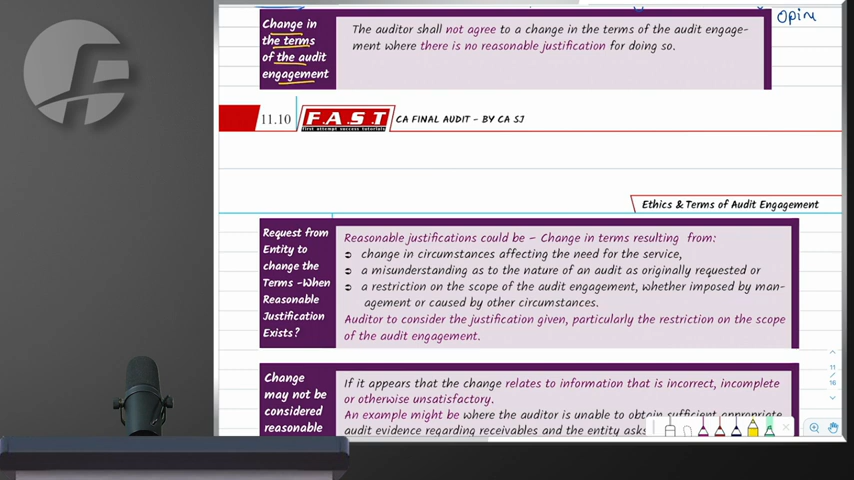 opin
Change in
the terms
of the audit
engagement
The auditor shall not agree to a change in the terms of the audit engage-
ment where there is no reasonable justification for doing so.
11.10
F.A.S.T
first attempt success tutorials
CA FINAL AUDIT - BY CA SJ
Ethics & Terms of Audit Engagement
Request from
Entity to
change the
Terms -When
Reasonable
Justification
Exists?
Reasonable justifications could be – Change in terms resulting from:
➲ change in circumstances affecting the need for the service,
➲ a misunderstanding as to the nature of an audit as originally requested or
➲ a restriction on the scope of the audit engagement, whether imposed by man-
agement or caused by other circumstances.
Auditor to consider the justification given, particularly the restriction on the scope
of the audit engagement.
Change
may not be
considered
reasonable
If it appears that the change relates to information that is incorrect, incomplete
or otherwise unsatisfactory.
An example might be where the auditor is unable to obtain sufficient appropriate
audit evidence regarding receivables and the entity asks
11
/
16